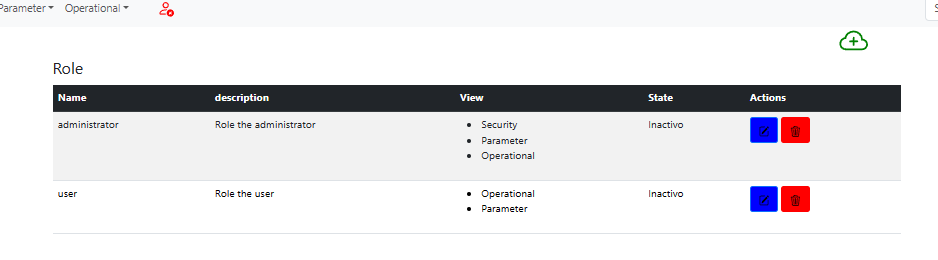 Parameter Operational
Role
Name description View State Actions
administrator Role the administrator Security Inactivo
Parameter
Operational
user Role the user Operational Inactivo
Parameter